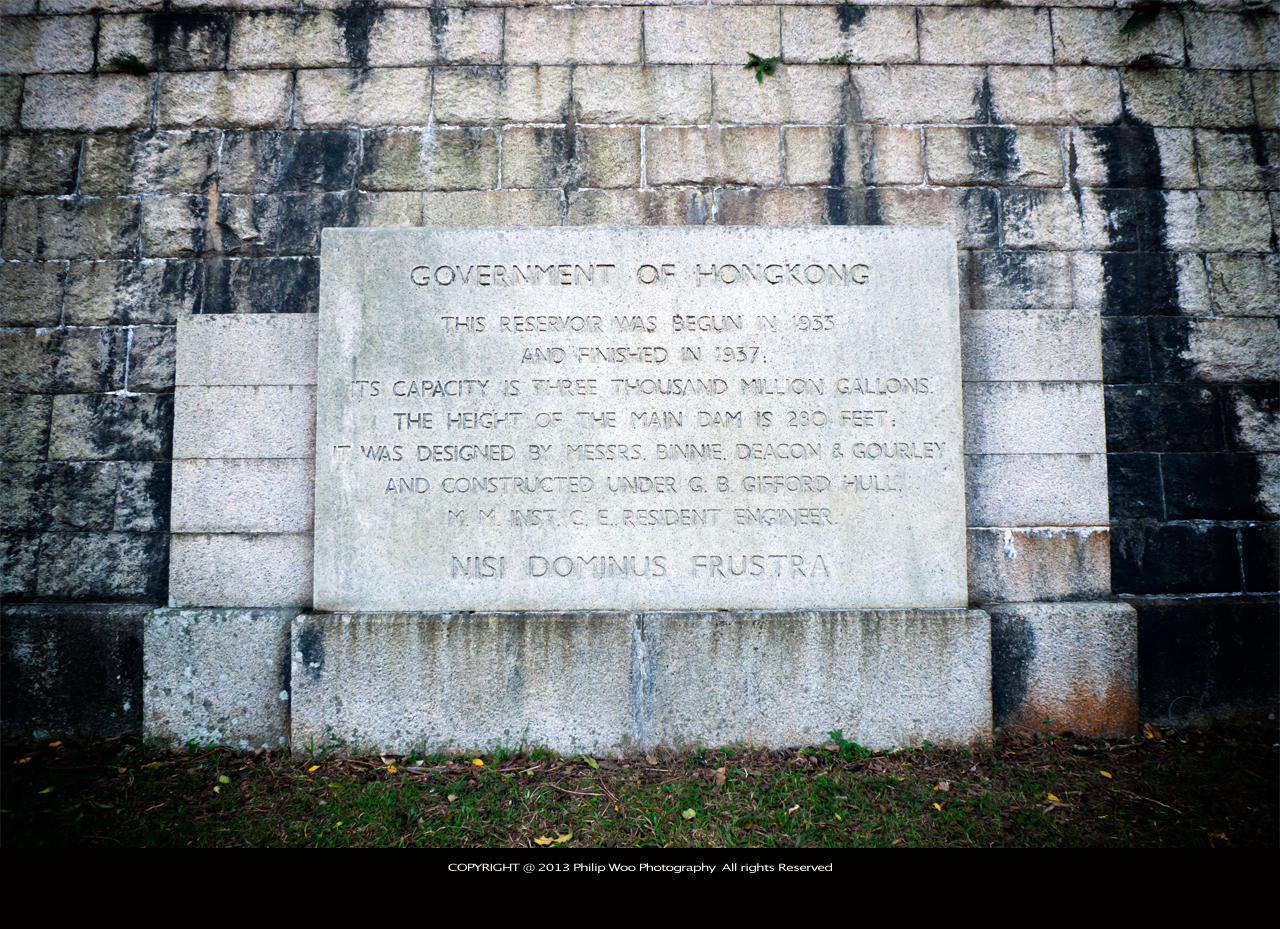 GOVERNMENT OF HONGKONG
THIS RESERVOIR WAS BEGUN IN 1933
AND FINISHED IN 1937;
ITS CAPACITY IS THREE THOUSAND MILLION GALLONS.
THE HEIGHT OF THE MAIN DAM IS 280 FEET;
IT WAS DESIGNED BY MESSRS. BINNIE, DEACON & GOURLEY
AND CONSTRUCTED UNDER G. B. GIFFORD HULL,
M. M. INST. C. E. RESIDENT ENGINEER.
NISI DOMINUS FRUSTRA
COPYRIGHT @ 2013 Philip Woo Photography All rights Reserved